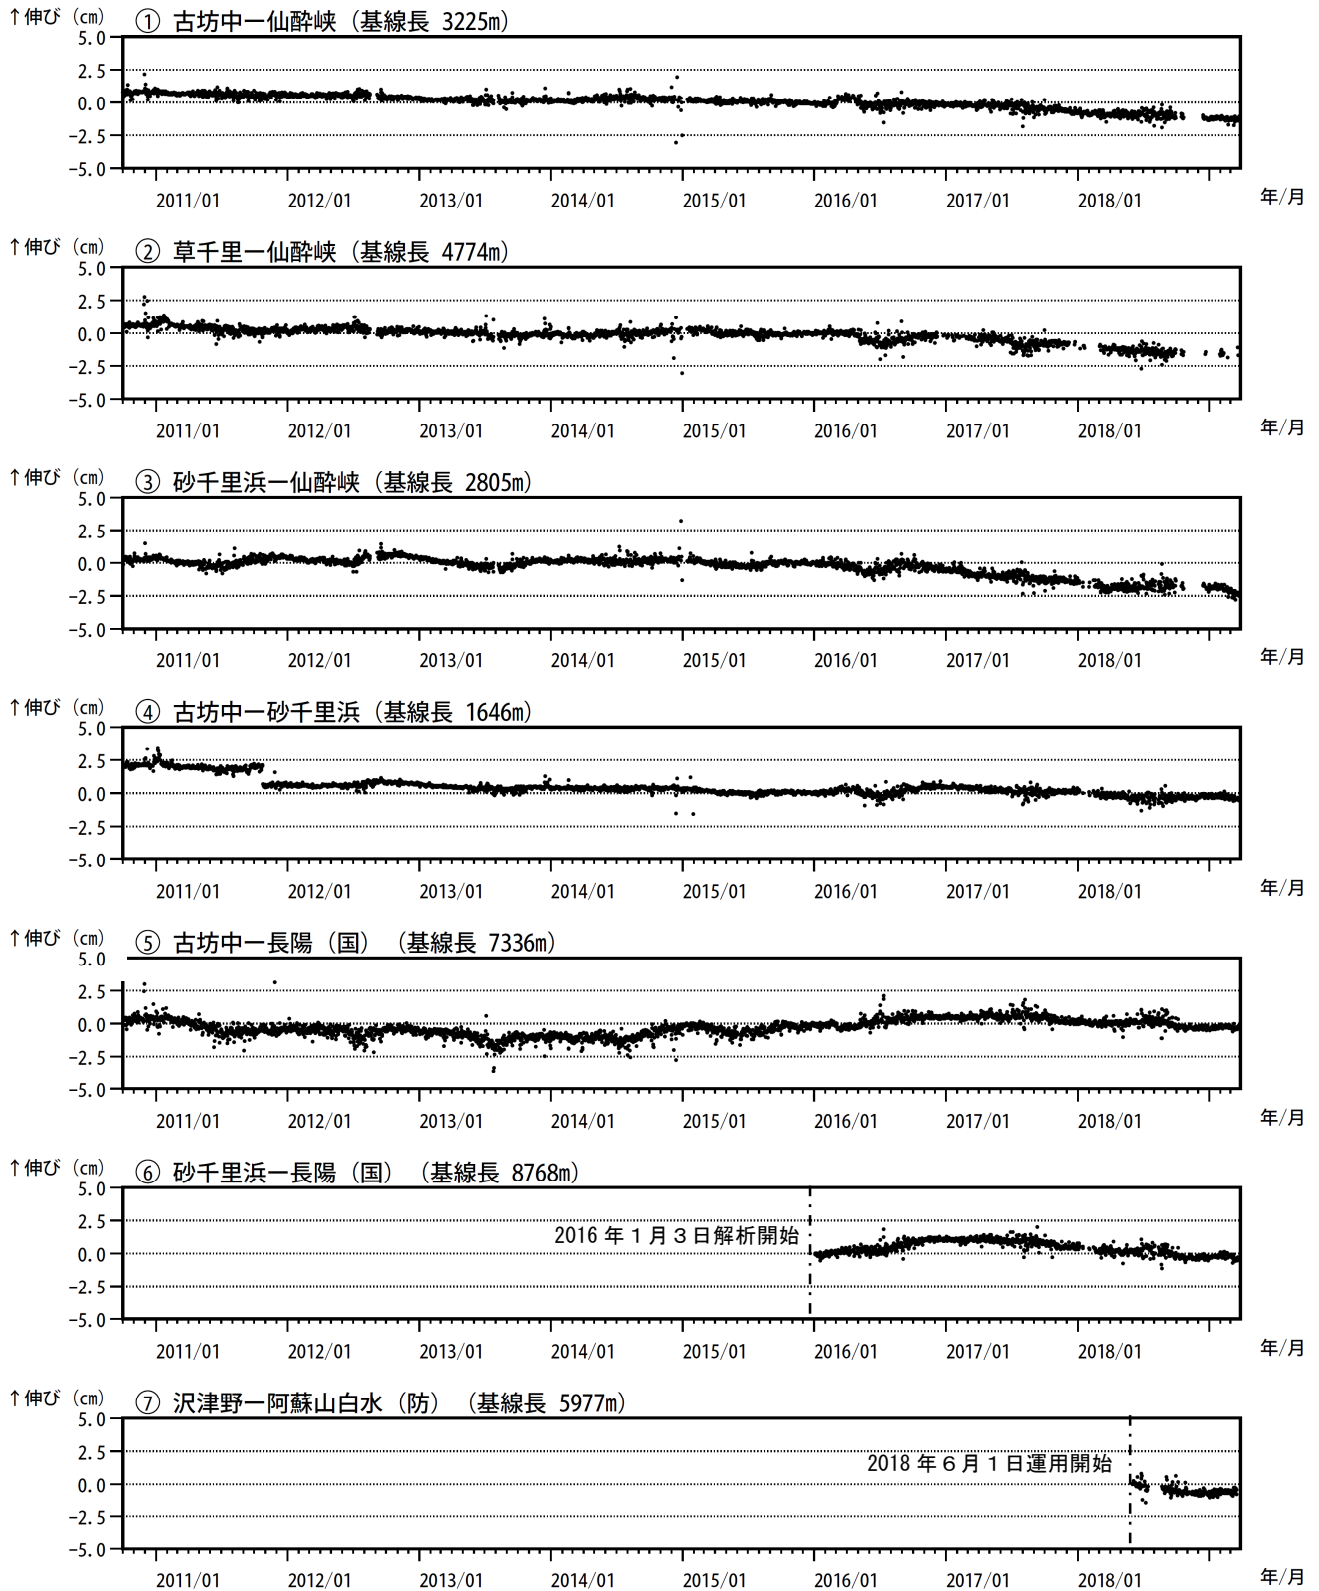 ↑伸び（cm） ① 古坊中ー仙酔峡（基線長 3225m）
5.0
2.5
0.0
−2.5
−5.0
2011/01 2012/01 2013/01 2014/01 2015/01 2016/01 2017/01 2018/01 年/月
↑伸び（cm） ② 草千里ー仙酔峡（基線長 4774m）
5.0
2.5
0.0
−2.5
−5.0
2011/01 2012/01 2013/01 2014/01 2015/01 2016/01 2017/01 2018/01 年/月
↑伸び（cm） ③ 砂千里浜ー仙酔峡（基線長 2805m）
5.0
2.5
0.0
−2.5
−5.0
2011/01 2012/01 2013/01 2014/01 2015/01 2016/01 2017/01 2018/01 年/月
↑伸び（cm） ④ 古坊中ー砂千里浜（基線長 1646m）
5.0
2.5
0.0
−2.5
−5.0
2011/01 2012/01 2013/01 2014/01 2015/01 2016/01 2017/01 2018/01 年/月
↑伸び（cm） ⑤ 古坊中ー長陽（国）（基線長 7336m）
5.0
2.5
0.0
−2.5
−5.0
2011/01 2012/01 2013/01 2014/01 2015/01 2016/01 2017/01 2018/01 年/月
↑伸び（cm） ⑥ 砂千里浜ー長陽（国）（基線長 8768m）
5.0
2.5
2016 年１月３日解析開始
0.0
−2.5
−5.0
2011/01 2012/01 2013/01 2014/01 2015/01 2016/01 2017/01 2018/01 年/月
↑伸び（cm） ⑦ 沢津野ー阿蘇山白水（防）（基線長 5977m）
5.0
2.5
2018 年６月１日運用開始
0.0
−2.5
−5.0
2011/01 2012/01 2013/01 2014/01 2015/01 2016/01 2017/01 2018/01 年/月